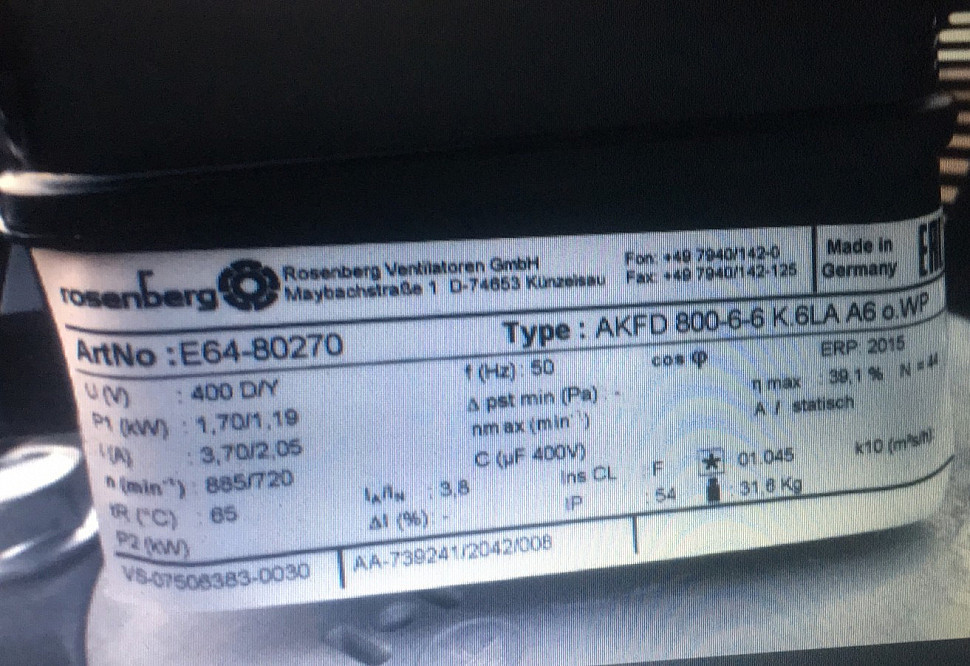 rosenberg
Rosenberg Ventilatoren GmbH
Maybachstraße 1 D-74653 Künzelsau
Fon: +49 7940/142-0
Fax: +49 7940/142-125
Made in
Germany
ArtNo : E64-80270
Type : AKFD 800-6-6 K.6LA A6 o.WP
U (V) : 400 D/Y
P1 (kW) : 1,70/1,19
I (A) : 3,70/2,05
n (min⁻¹) : 885/720
tR (°C) : 65
P2 (kW)
IA/IN : 3,8
ΔI (%) : -
f (Hz) : 50
Δ pst min (Pa) : -
nmax (min⁻¹)
C (µF 400V)
Ins CL : F
IP : 54
cos φ
ERP 2015
η max : 39,1 % N =
A / statisch
01.045
31.6 Kg
k10 (m²s/h)
VS-07508383-0030
AA-739241/2042/008